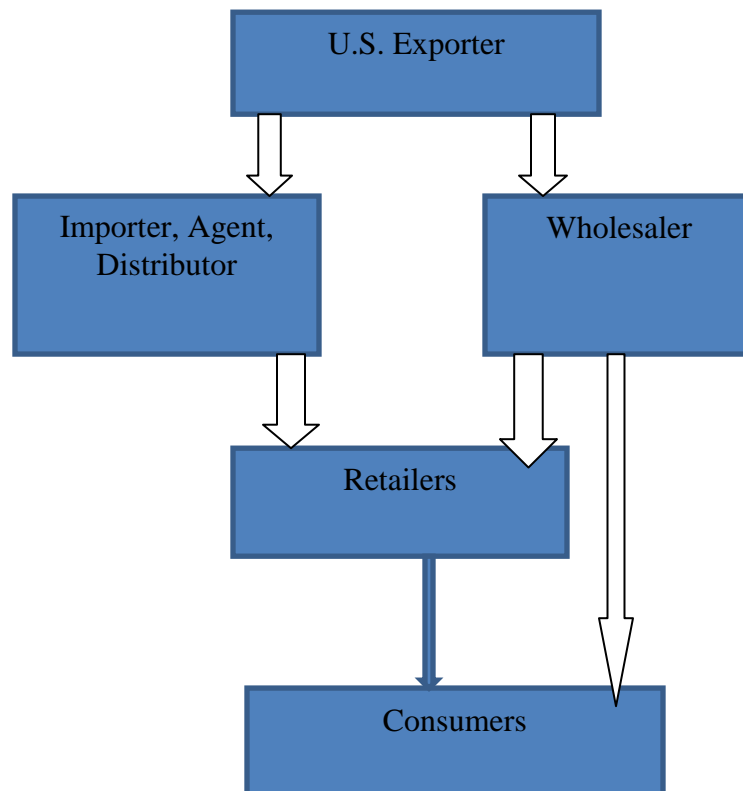 U.S. Exporter
Importer, Agent,
Distributor
Wholesaler
Retailers
Consumers